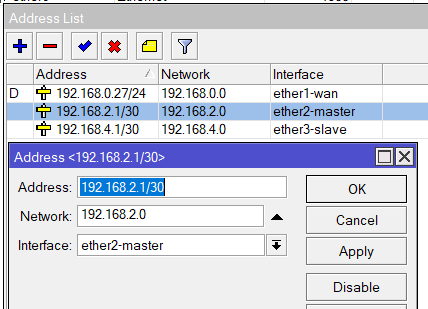 Address List
Address Network Interface
D 192.168.0.27/24 192.168.0.0 ether1-wan
192.168.2.1/30 192.168.2.0 ether2-master
192.168.4.1/30 192.168.4.0 ether3-slave
Address <192.168.2.1/30>
Address: 192.168.2.1/30 OK
Network: 192.168.2.0 Cancel
Interface: ether2-master Apply
Disable